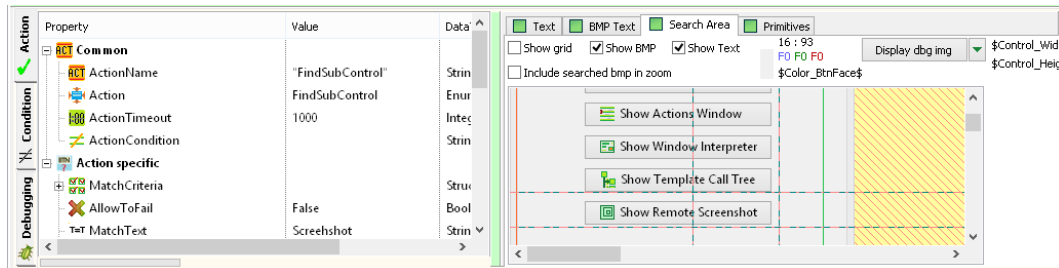 Action
Condition
Debugging
Property Value Data
ACT Common
ACT ActionName "FindSubControl" Strin
Action FindSubControl Enur
ActionTimeout 1000 Integ
ActionCondition Strin
Action specific
MatchCriteria Struc
AllowToFail False Bool
T=T MatchText Screehshot Strin
Text BMP Text Search Area Primitives
Show grid Show BMP Show Text
16 : 93
F0 F0 F0
$Color_BtnFace$
Display dbg img
$Control_Wid
$Control_Heig
Include searched bmp in zoom
Show Actions Window
Show Window Interpreter
Show Template Call Tree
Show Remote Screenshot